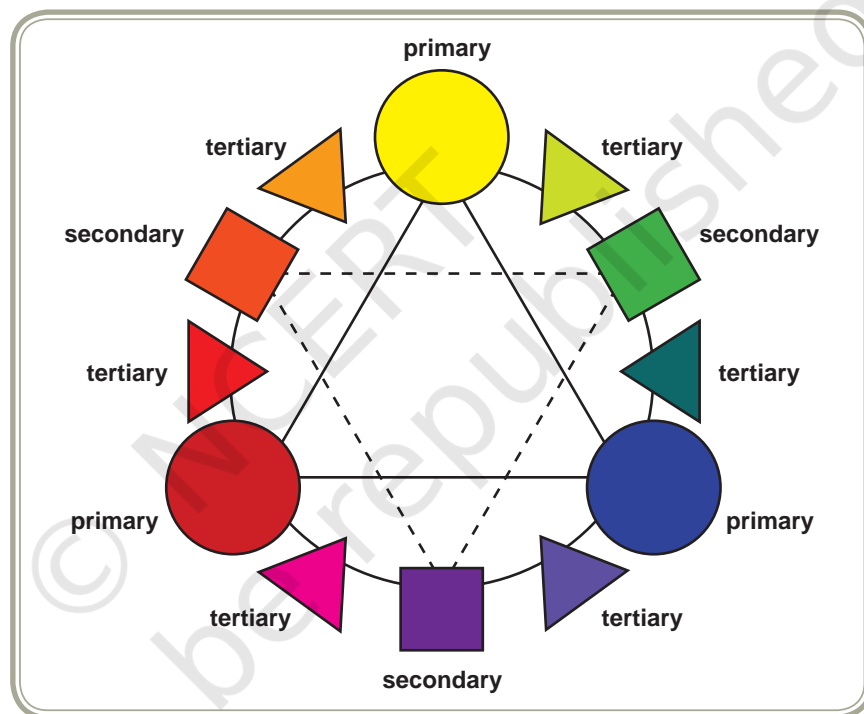 primary
tertiary
tertiary
secondary
secondary
tertiary
tertiary
primary
primary
tertiary
tertiary
secondary
© NCERT
be republished